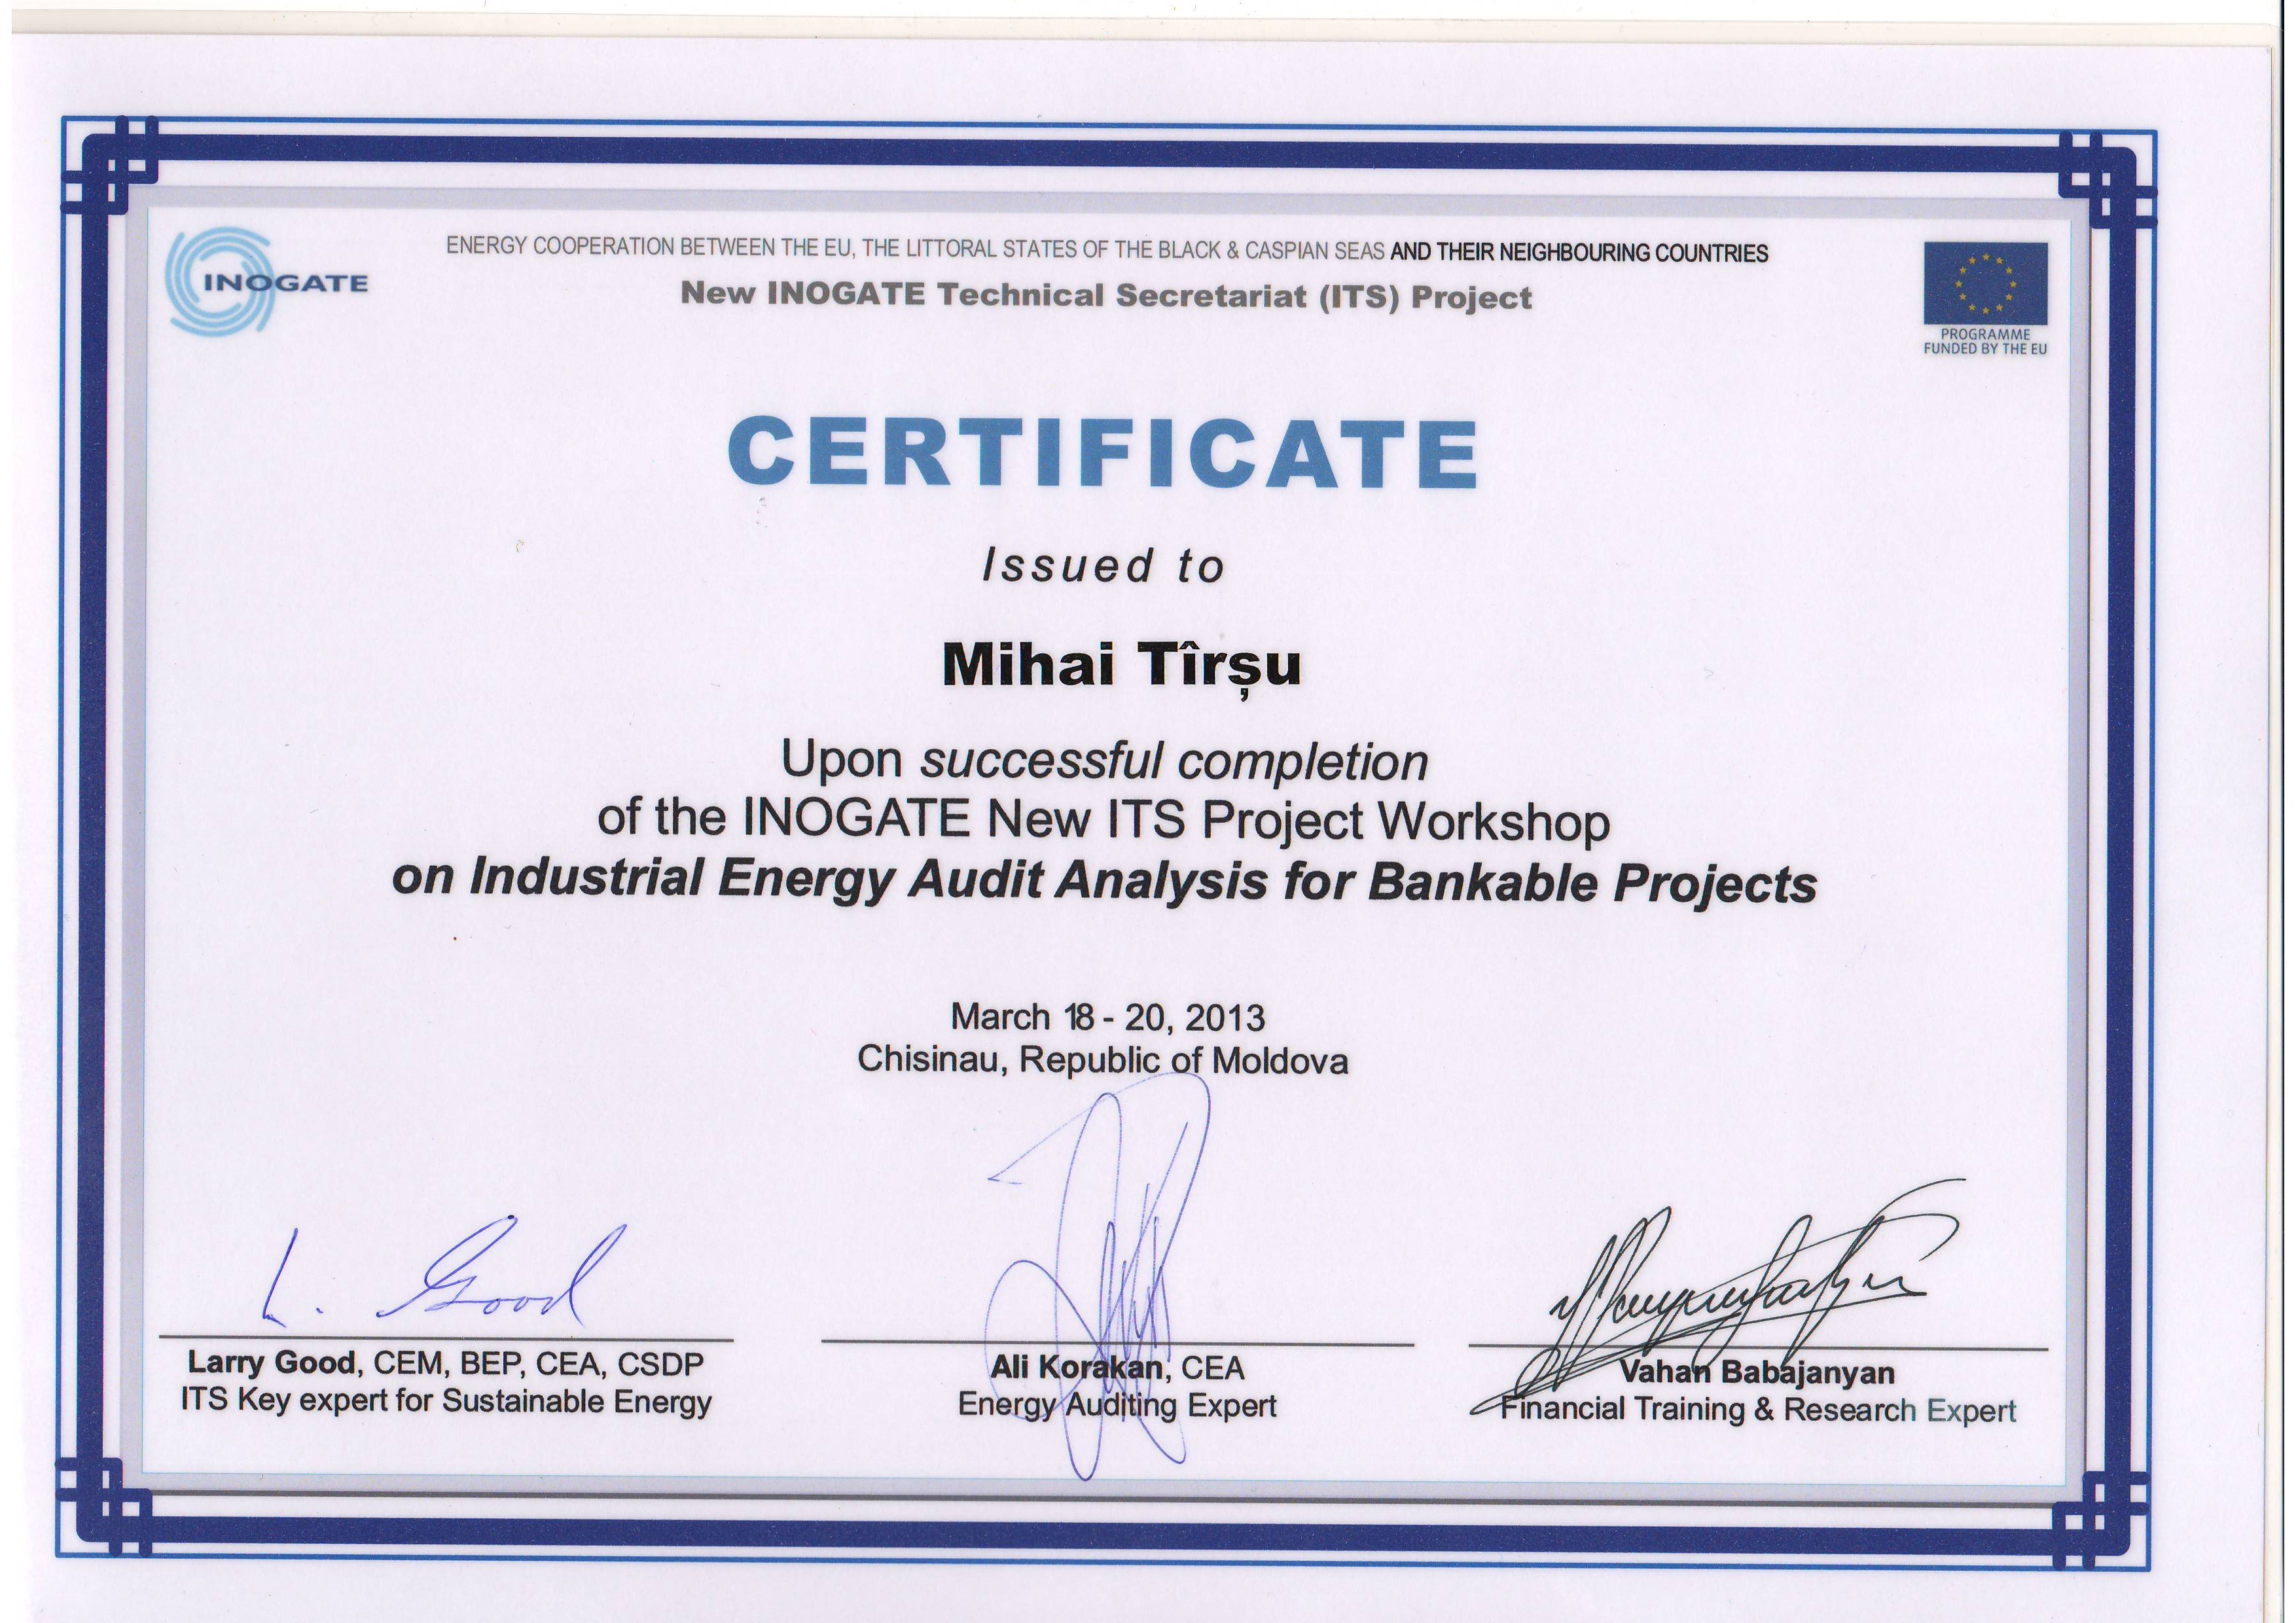 INOGATE
ENERGY COOPERATION BETWEEN THE EU, THE LITTORAL STATES OF THE BLACK & CASPIAN SEAS AND THEIR NEIGHBOURING COUNTRIES
New INOGATE Technical Secretariat (ITS) Project
PROGRAMME
FUNDED BY THE EU
CERTIFICATE
Issued to
Mihai Tîrșu
Upon successful completion
of the INOGATE New ITS Project Workshop
on Industrial Energy Audit Analysis for Bankable Projects
March 18 - 20, 2013
Chisinau, Republic of Moldova
L. Good
Larry Good, CEM, BEP, CEA, CSDP
ITS Key expert for Sustainable Energy
Ali Korakan, CEA
Energy Auditing Expert
Vahan Babajanyan
Financial Training & Research Expert